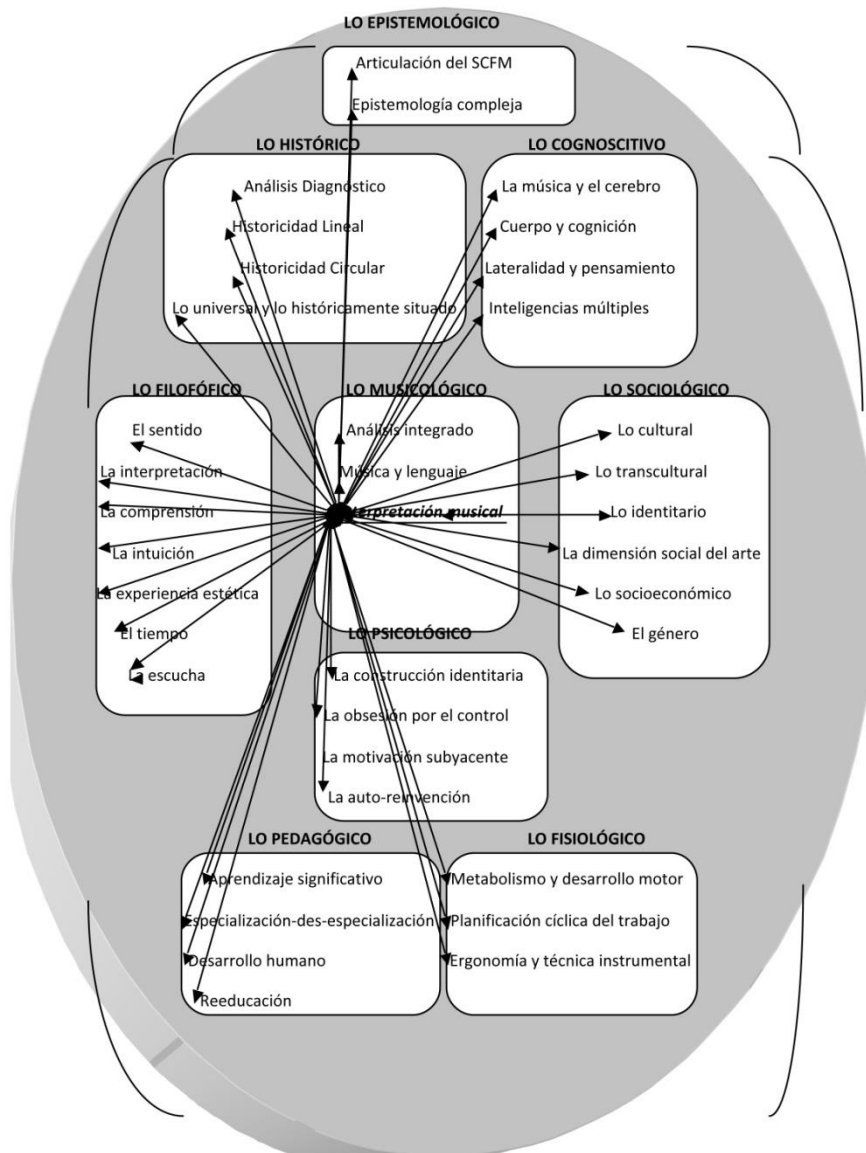 LO EPISTEMOLÓGICO
Articulación del SCFM
Epistemología compleja
LO HISTÓRICO
Análisis Diagnóstico
Historicidad Lineal
Historicidad Circular
Lo universal y lo históricamente situado
LO COGNOSCITIVO
La música y el cerebro
Cuerpo y cognición
Lateralidad y pensamiento
Inteligencias múltiples
LO FILOFÓFICO
El sentido
La interpretación
La comprensión
La intuición
La experiencia estética
El tiempo
La escucha
LO MUSICOLÓGICO
Análisis integrado
Música y lenguaje
terpretación musical
LO SOCIOLÓGICO
Lo cultural
Lo transcultural
Lo identitario
La dimensión social del arte
Lo socioeconómico
El género
LO PSICOLÓGICO
La construcción identitaria
La obsesión por el control
La motivación subyacente
La auto-reinvención
LO PEDAGÓGICO
Aprendizaje significativo
Especialización-des-especialización
Desarrollo humano
Reeducación
LO FISIOLÓGICO
Metabolismo y desarrollo motor
Planificación cíclica del trabajo
Ergonomía y técnica instrumental